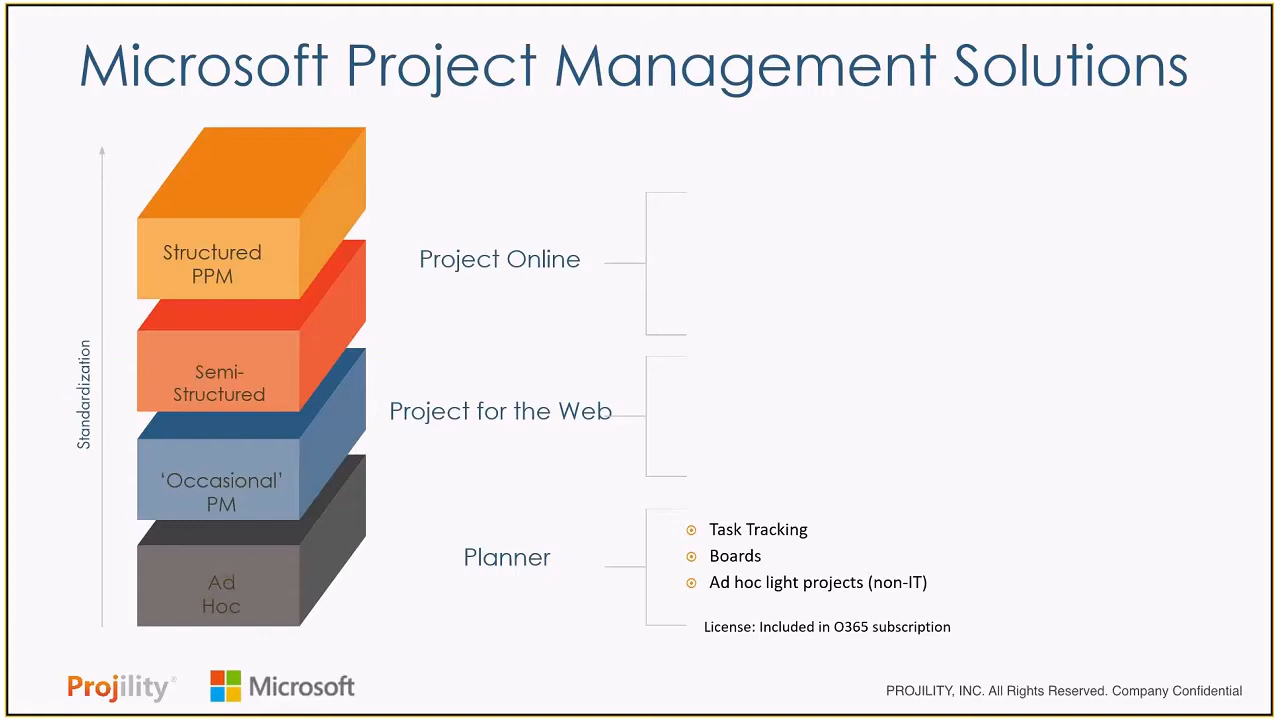 Microsoft Project Management Solutions
Standardization
Structured
PPM
Semi-
Structured
‘Occasional’
PM
Ad
Hoc
Project Online
Project for the Web
Planner
Task Tracking
Boards
Ad hoc light projects (non-IT)
License: Included in O365 subscription
Projility®
Microsoft
PROJILITY, INC. All Rights Reserved. Company Confidential